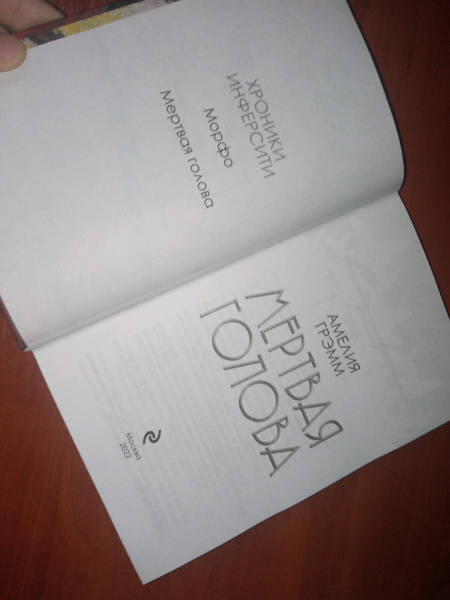 ХРОНИКИ
ИНФЕРСИТИ
Морфо
Мертвая голова
АМЕЛИЯ
ГРЭММ
МЕРТВАЯ
ГОЛОВА
Москва
2022